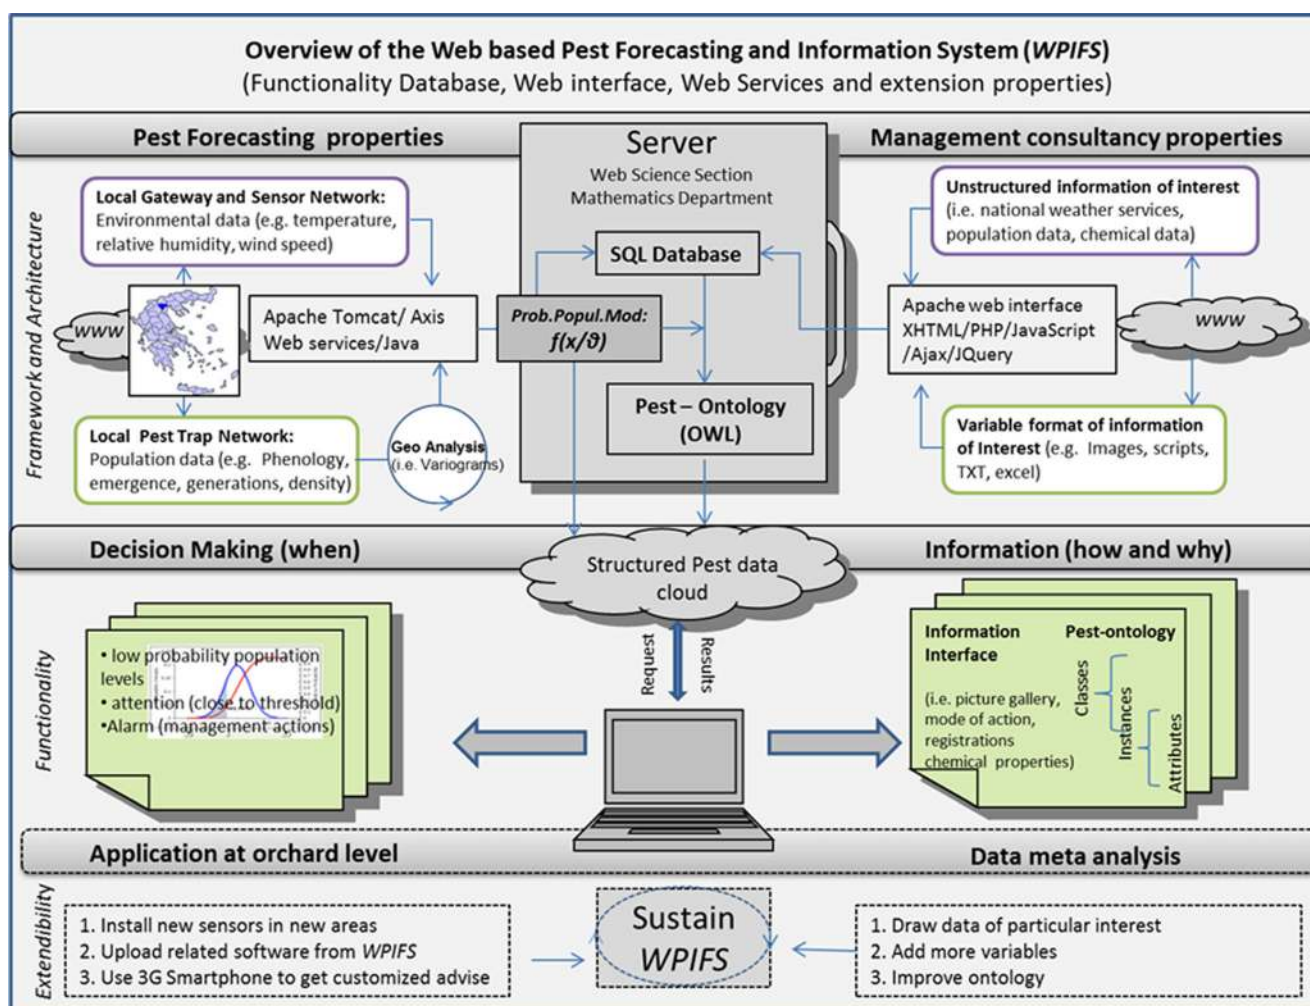 Overview of the Web based Pest Forecasting and Information System (WPIFS)
(Functionality Database, Web interface, Web Services and extension properties)
Pest Forecasting properties
Server
Web Science Section
Mathematics Department
Management consultancy properties
Framework and Architecture
Local Gateway and Sensor Network:
Environmental data (e.g. temperature,
relative humidity, wind speed)
www
Apache Tomcat/ Axis
Web services/Java
Local Pest Trap Network:
Population data (e.g. Phenology,
emergence, generations, density)
Geo Analysis
(i.e. Variograms)
SQL Database
Prob.Popul.Mod:
f(x/ϑ)
Pest – Ontology
(OWL)
Unstructured information of interest
(i.e. national weather services,
population data, chemical data)
Apache web interface
XHTML/PHP/JavaScript
/Ajax/JQuery
www
Variable format of information
of Interest (e.g. Images, scripts,
TXT, excel)
Decision Making (when)
Structured Pest data
cloud
Information (how and why)
Functionality
• low probability population
levels
• attention (close to threshold)
•Alarm (management actions)
Request
Results
Information
Interface
(i.e. picture gallery,
mode of action,
registrations
chemical properties)
Pest-ontology
Classes
Instances
Attributes
Application at orchard level
Data meta analysis
Extendibility
1. Install new sensors in new areas
2. Upload related software from WPIFS
3. Use 3G Smartphone to get customized advise
Sustain
WPIFS
1. Draw data of particular interest
2. Add more variables
3. Improve ontology